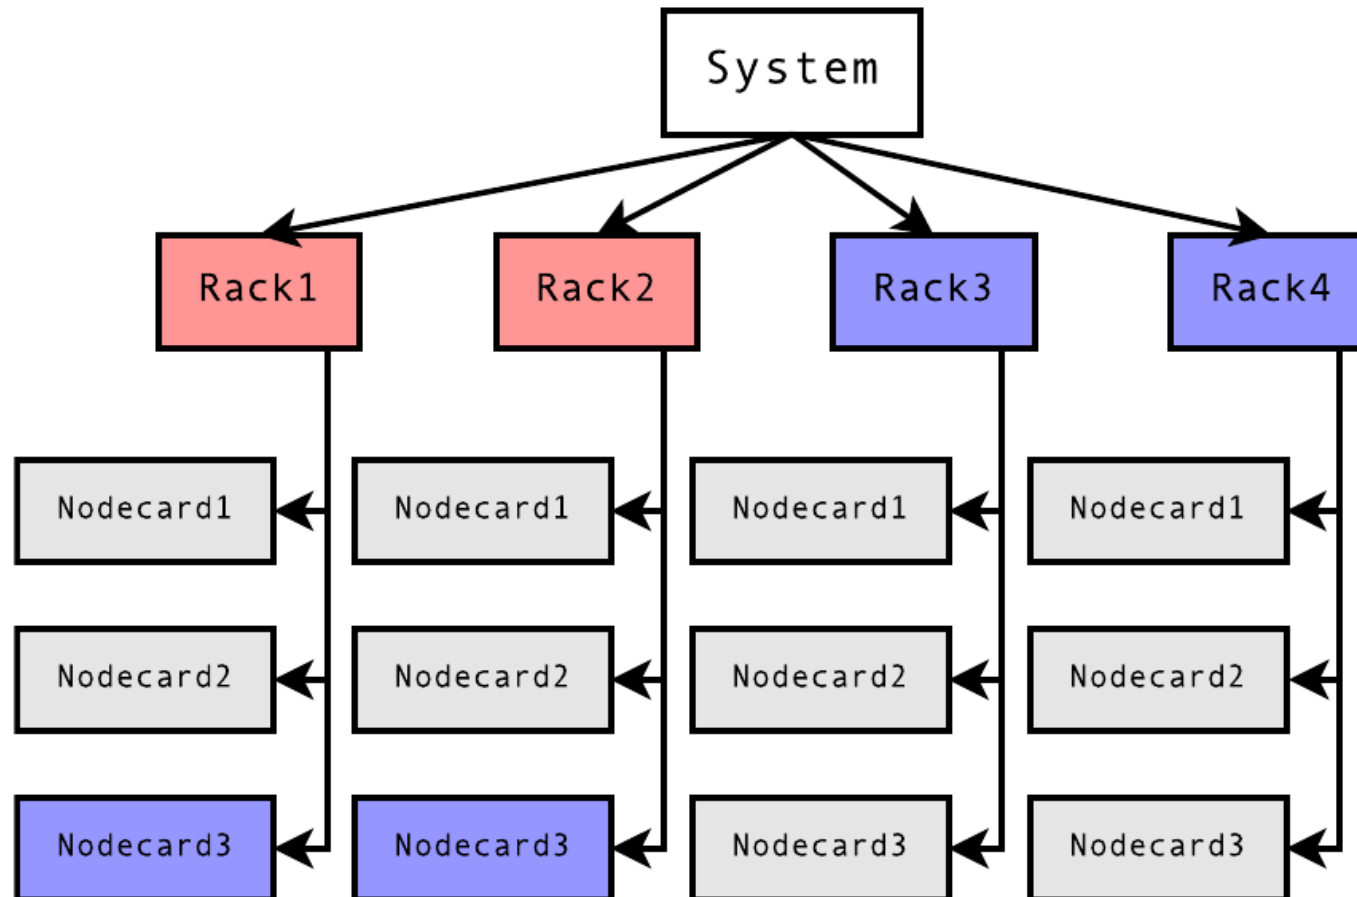 System
Rack1 Rack2 Rack3 Rack4
Nodecard1 Nodecard1 Nodecard1 Nodecard1
Nodecard2 Nodecard2 Nodecard2 Nodecard2
Nodecard3 Nodecard3 Nodecard3 Nodecard3